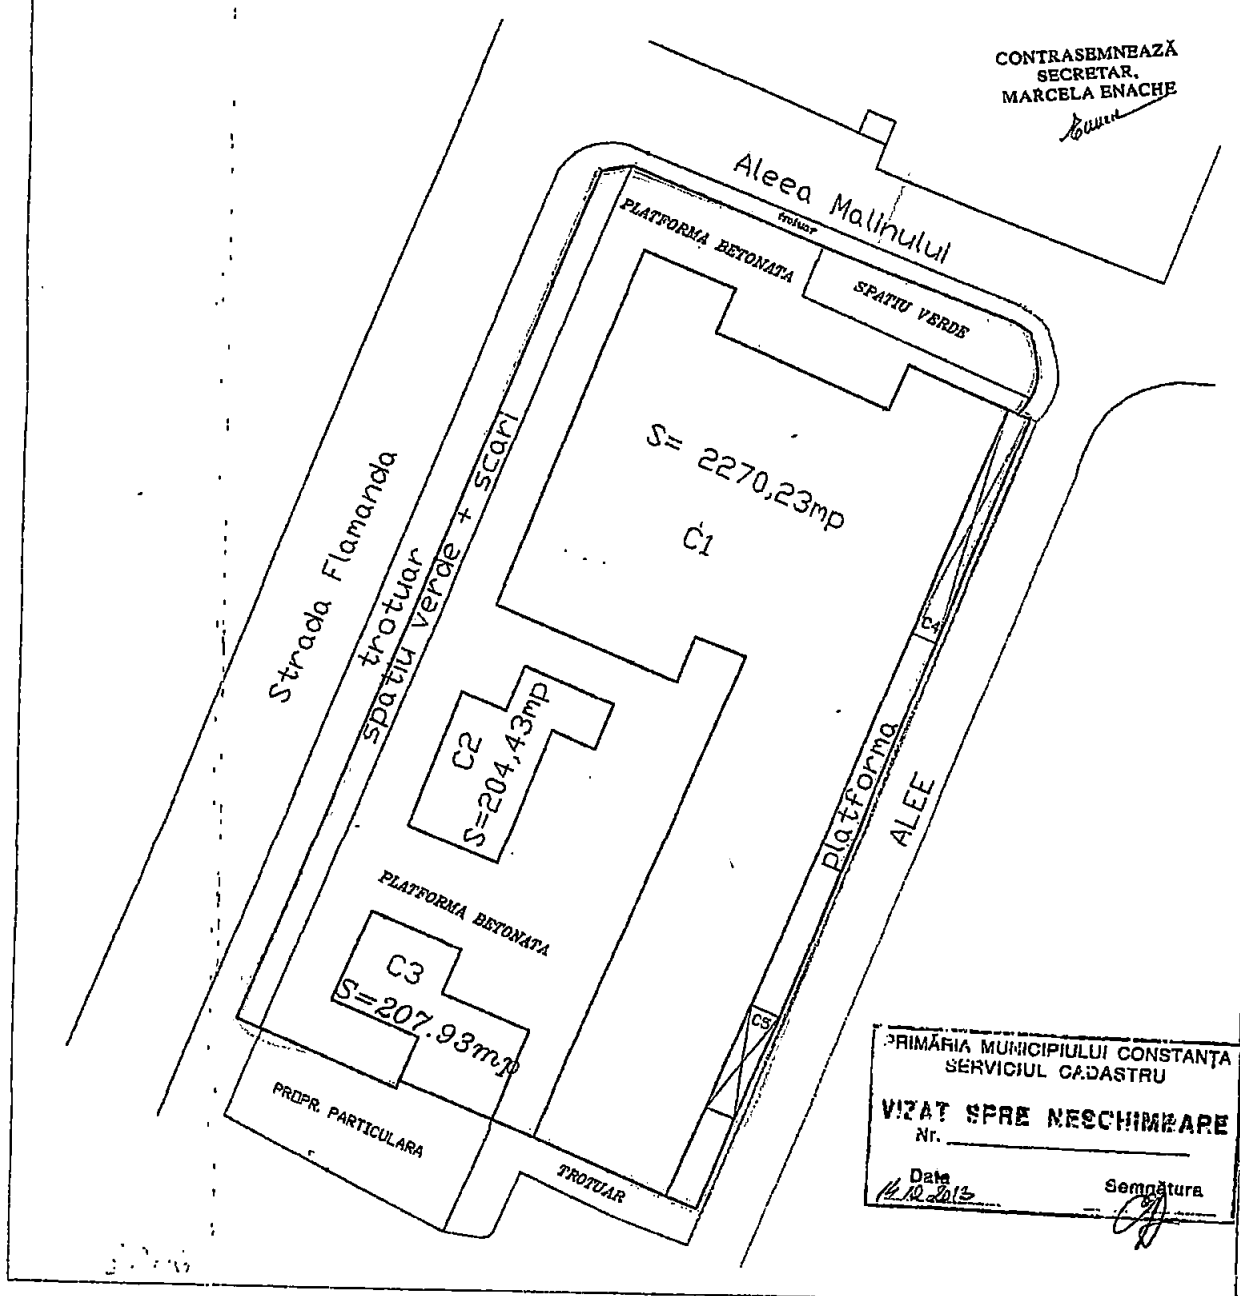 CONTRASEMNEAZĂ
SECRETAR,
MARCELA ENACHE
Aleea Malinului
trotuar
PLATFORMA BETONATA
SPATIU VERDE
S= 2270,23mp
C1
Strada Flamanda
trotuar
spatiu verde + scari
C4
C2
S=204,43mp
platforma
ALEE
PLATFORMA BETONATA
C3
S=207.93mp
C5
PROPR. PARTICULARA
TROTUAR
PRIMĂRIA MUNICIPIULUI CONSTANŢA
SERVICIUL CADASTRU
VIZAT SPRE NESCHIMBARE
Nr.
Data
Semnătura